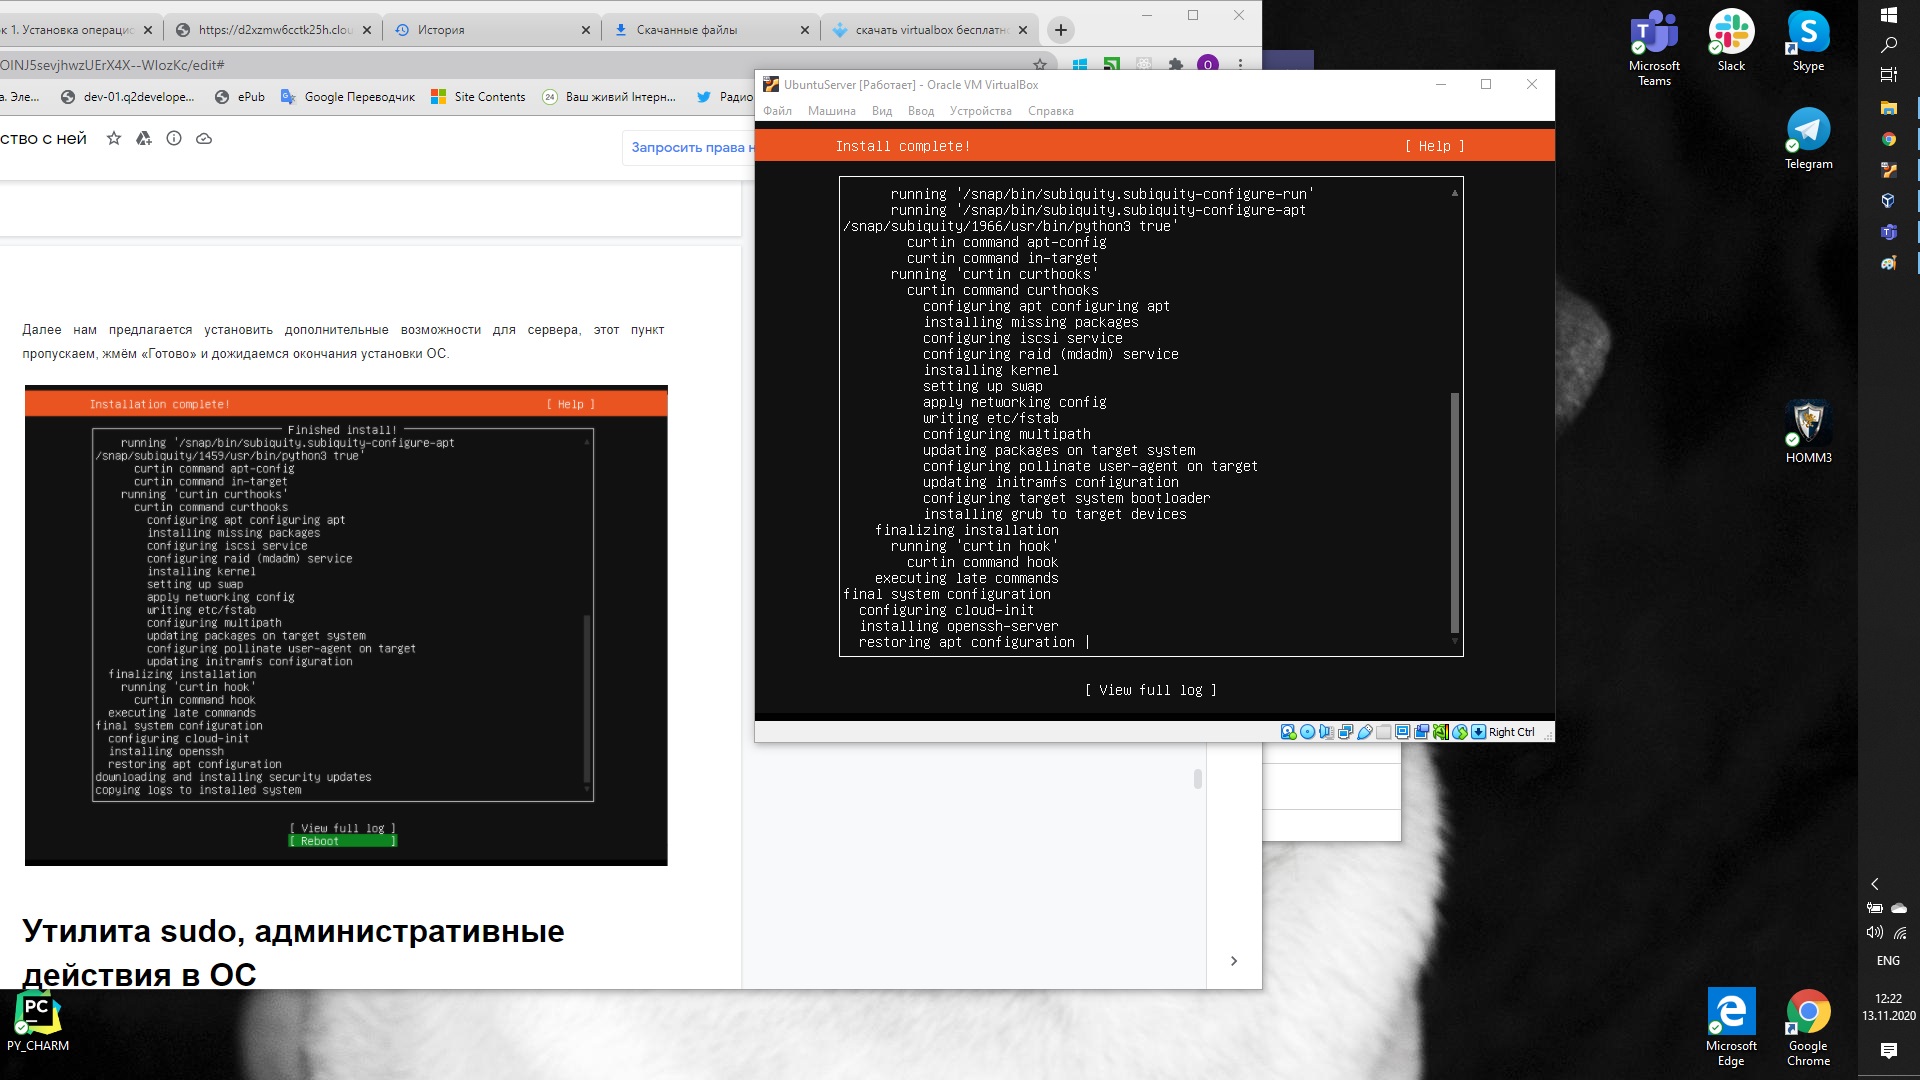 к 1. Установка операцис
https://d2xzmw6cctk25h.clou
История
Скачанные файлы
скачать virtualbox бесплатн
OINJ5sevjhwzUErX4X--WIozKc/edit#
О
а. Эле...
dev-01.q2develope...
ePub
Google Переводчик
Site Contents
24
Ваш живий Інтерн...
Радио
ство с ней
Запросить права н
Далее нам предлагается установить дополнительные возможности для сервера, этот пункт
пропускаем, жмём «Готово» и дожидаемся окончания установки ОС.
Installation complete!
[ Help ]
Finished install!
running '/snap/bin/subiquity.subiquity-configure-apt
/snap/subiquity/1459/usr/bin/python3 true'
curtin command apt-config
curtin command in-target
running 'curtin curthooks'
curtin command curthooks
configuring apt configuring apt
installing missing packages
configuring iscsi service
configuring raid (mdadm) service
installing kernel
setting up swap
apply networking config
writing etc/fstab
configuring multipath
updating packages on target system
configuring pollinate user-agent on target
updating initramfs configuration
finalizing installation
running 'curtin hook'
curtin command hook
executing late commands
final system configuration
configuring cloud-init
installing openssh
restoring apt configuration
downloading and installing security updates
copying logs to installed system
[ View full log ]
[ Reboot ]
Утилита sudo, административные
действия в ОС
UbuntuServer [Работает] - Oracle VM VirtualBox
Файл
Машина
Вид
Ввод
Устройства
Справка
Install complete!
[ Help ]
running '/snap/bin/subiquity.subiquity-configure-run'
running '/snap/bin/subiquity.subiquity-configure-apt
/snap/subiquity/1966/usr/bin/python3 true'
curtin command apt-config
curtin command in-target
running 'curtin curthooks'
curtin command curthooks
configuring apt configuring apt
installing missing packages
configuring iscsi service
configuring raid (mdadm) service
installing kernel
setting up swap
apply networking config
writing etc/fstab
configuring multipath
updating packages on target system
configuring pollinate user-agent on target
updating initramfs configuration
configuring target system bootloader
installing grub to target devices
finalizing installation
running 'curtin hook'
curtin command hook
executing late commands
final system configuration
configuring cloud-init
installing openssh-server
restoring apt configuration |
[ View full log ]
Right Ctrl
Microsoft
Teams
Slack
Skype
Telegram
HOMM3
PC
PY_CHARM
Microsoft
Edge
Google
Chrome
ENG
12:22
13.11.2020